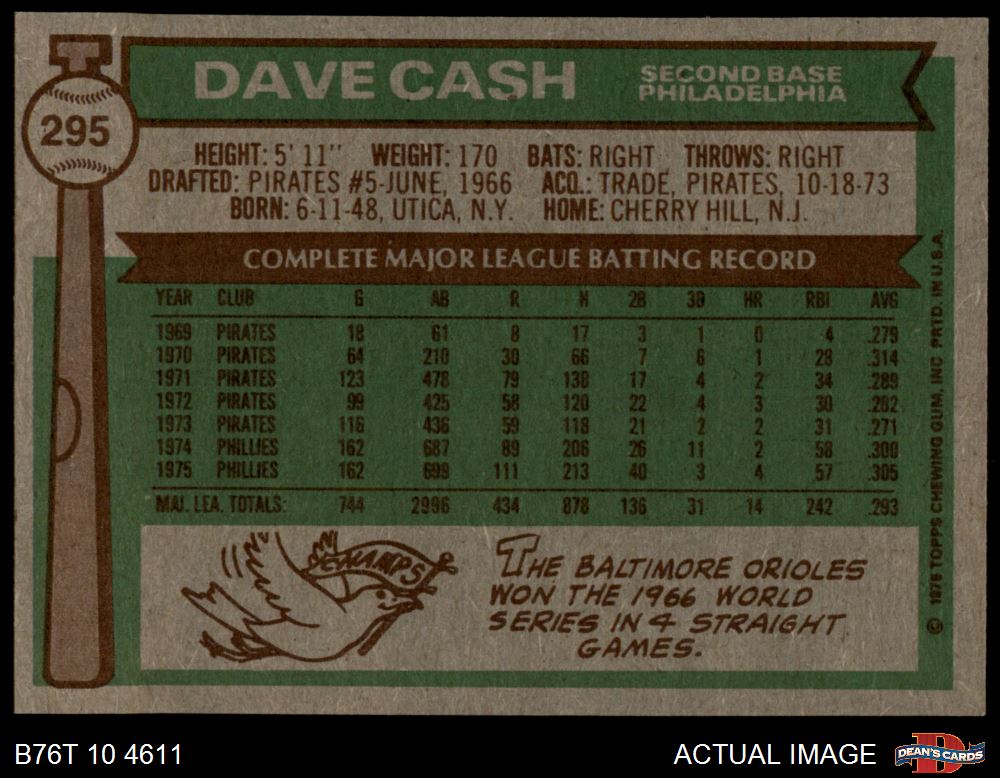 DAVE CASH
SECOND BASE
PHILADELPHIA
295
HEIGHT: 5' 11" WEIGHT: 170 BATS: RIGHT THROWS: RIGHT
DRAFTED: PIRATES #5-JUNE, 1966 ACQ.: TRADE, PIRATES, 10-18-73
BORN: 6-11-48, UTICA, N.Y. HOME: CHERRY HILL, N.J.
COMPLETE MAJOR LEAGUE BATTING RECORD
YEAR CLUB G AB R H 2B 3B HR RBI AVG
1969 PIRATES 18 61 8 17 3 1 0 4 .279
1970 PIRATES 64 210 30 66 7 6 1 28 .314
1971 PIRATES 123 478 79 138 17 4 2 34 .289
1972 PIRATES 99 425 58 120 22 4 3 30 .282
1973 PIRATES 116 436 59 118 21 2 2 31 .271
1974 PHILLIES 162 687 89 206 26 11 2 58 .300
1975 PHILLIES 162 699 111 213 40 3 4 57 .305
MAJ. LEA. TOTALS: 744 2996 434 878 136 31 14 242 .293
CHAMPS
THE BALTIMORE ORIOLES
WON THE 1966 WORLD
SERIES IN 4 STRAIGHT
GAMES.
© 1976 TOPPS CHEWING GUM, INC PRTD. IN U.S.A.
B76T 10 4611
ACTUAL IMAGE
DEAN'S CARDS